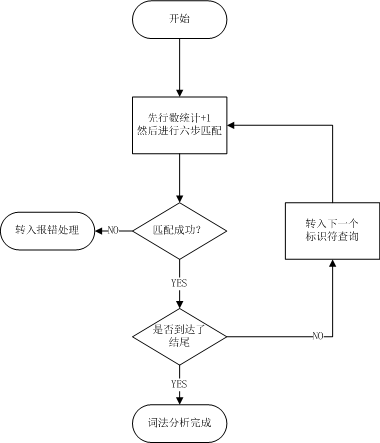 开始
先行数统计+1
然后进行六步匹配
匹配成功?
NO
转入报错处理
转入下一个
标识符查询
YES
是否到达了
结尾
NO
YES
词法分析完成